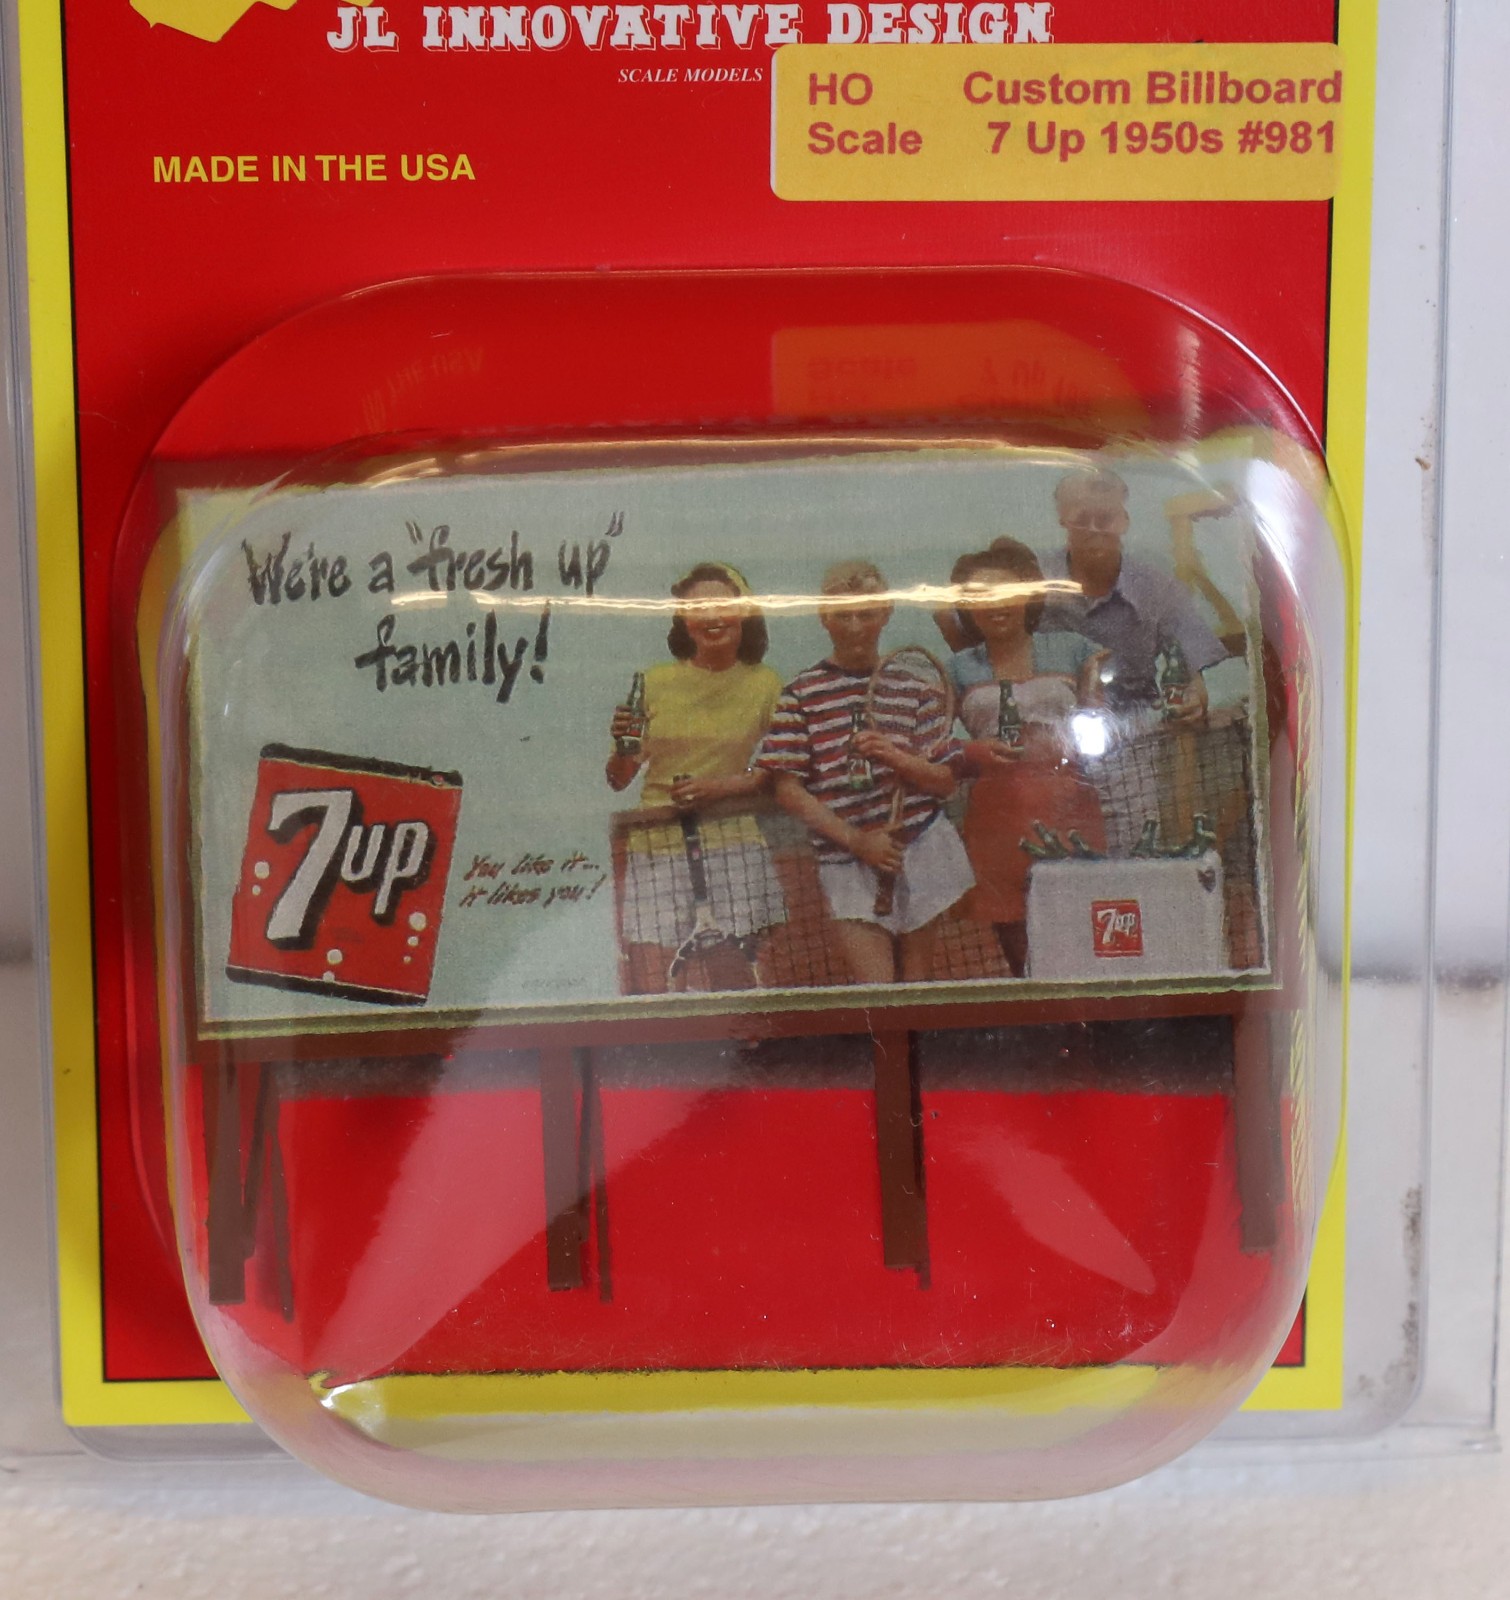 JL INNOVATIVE DESIGN
SCALE MODELS
HO Custom Billboard
Scale 7 Up 1950s #981
MADE IN THE USA
We're a "fresh up"
family!
7up
You like it...
it likes you!
7up